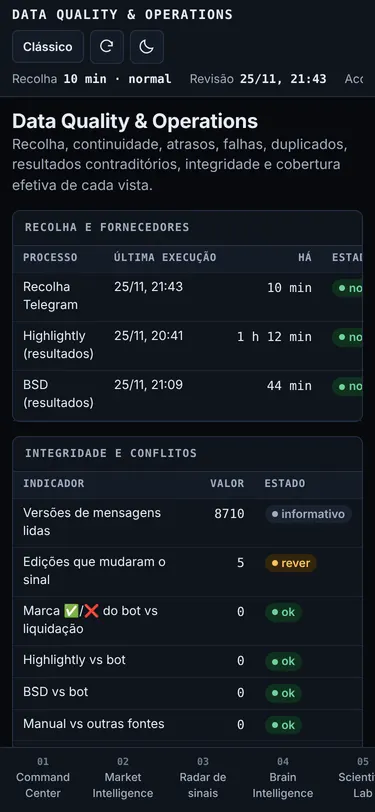 DATA QUALITY & OPERATIONS
Clássico
Recolha 10 min · normal Revisão 25/11, 21:43
Data Quality & Operations
Recolha, continuidade, atrasos, falhas, duplicados,
resultados contraditórios, integridade e cobertura
efetiva de cada vista.
RECOLHA E FORNECEDORES
PROCESSO ÚLTIMA EXECUÇÃO HÁ
Recolha
Telegram
25/11, 21:43 10 min
Highlightly
(resultados)
25/11, 20:41 1 h 12 min
BSD
(resultados)
25/11, 21:09 44 min
INTEGRIDADE E CONFLITOS
INDICADOR VALOR ESTADO
Versões de mensagens
lidas
8710 informativo
Edições que mudaram o
sinal
5 rever
Marca ✅/❌ do bot vs
liquidação
0 ok
Highlightly vs bot 0 ok
BSD vs bot 0 ok
Manual vs outras fontes 0 ok
01 02 03 04 05
Command Market Radar de Brain
Center Intelligence sinais Intelligence Lab